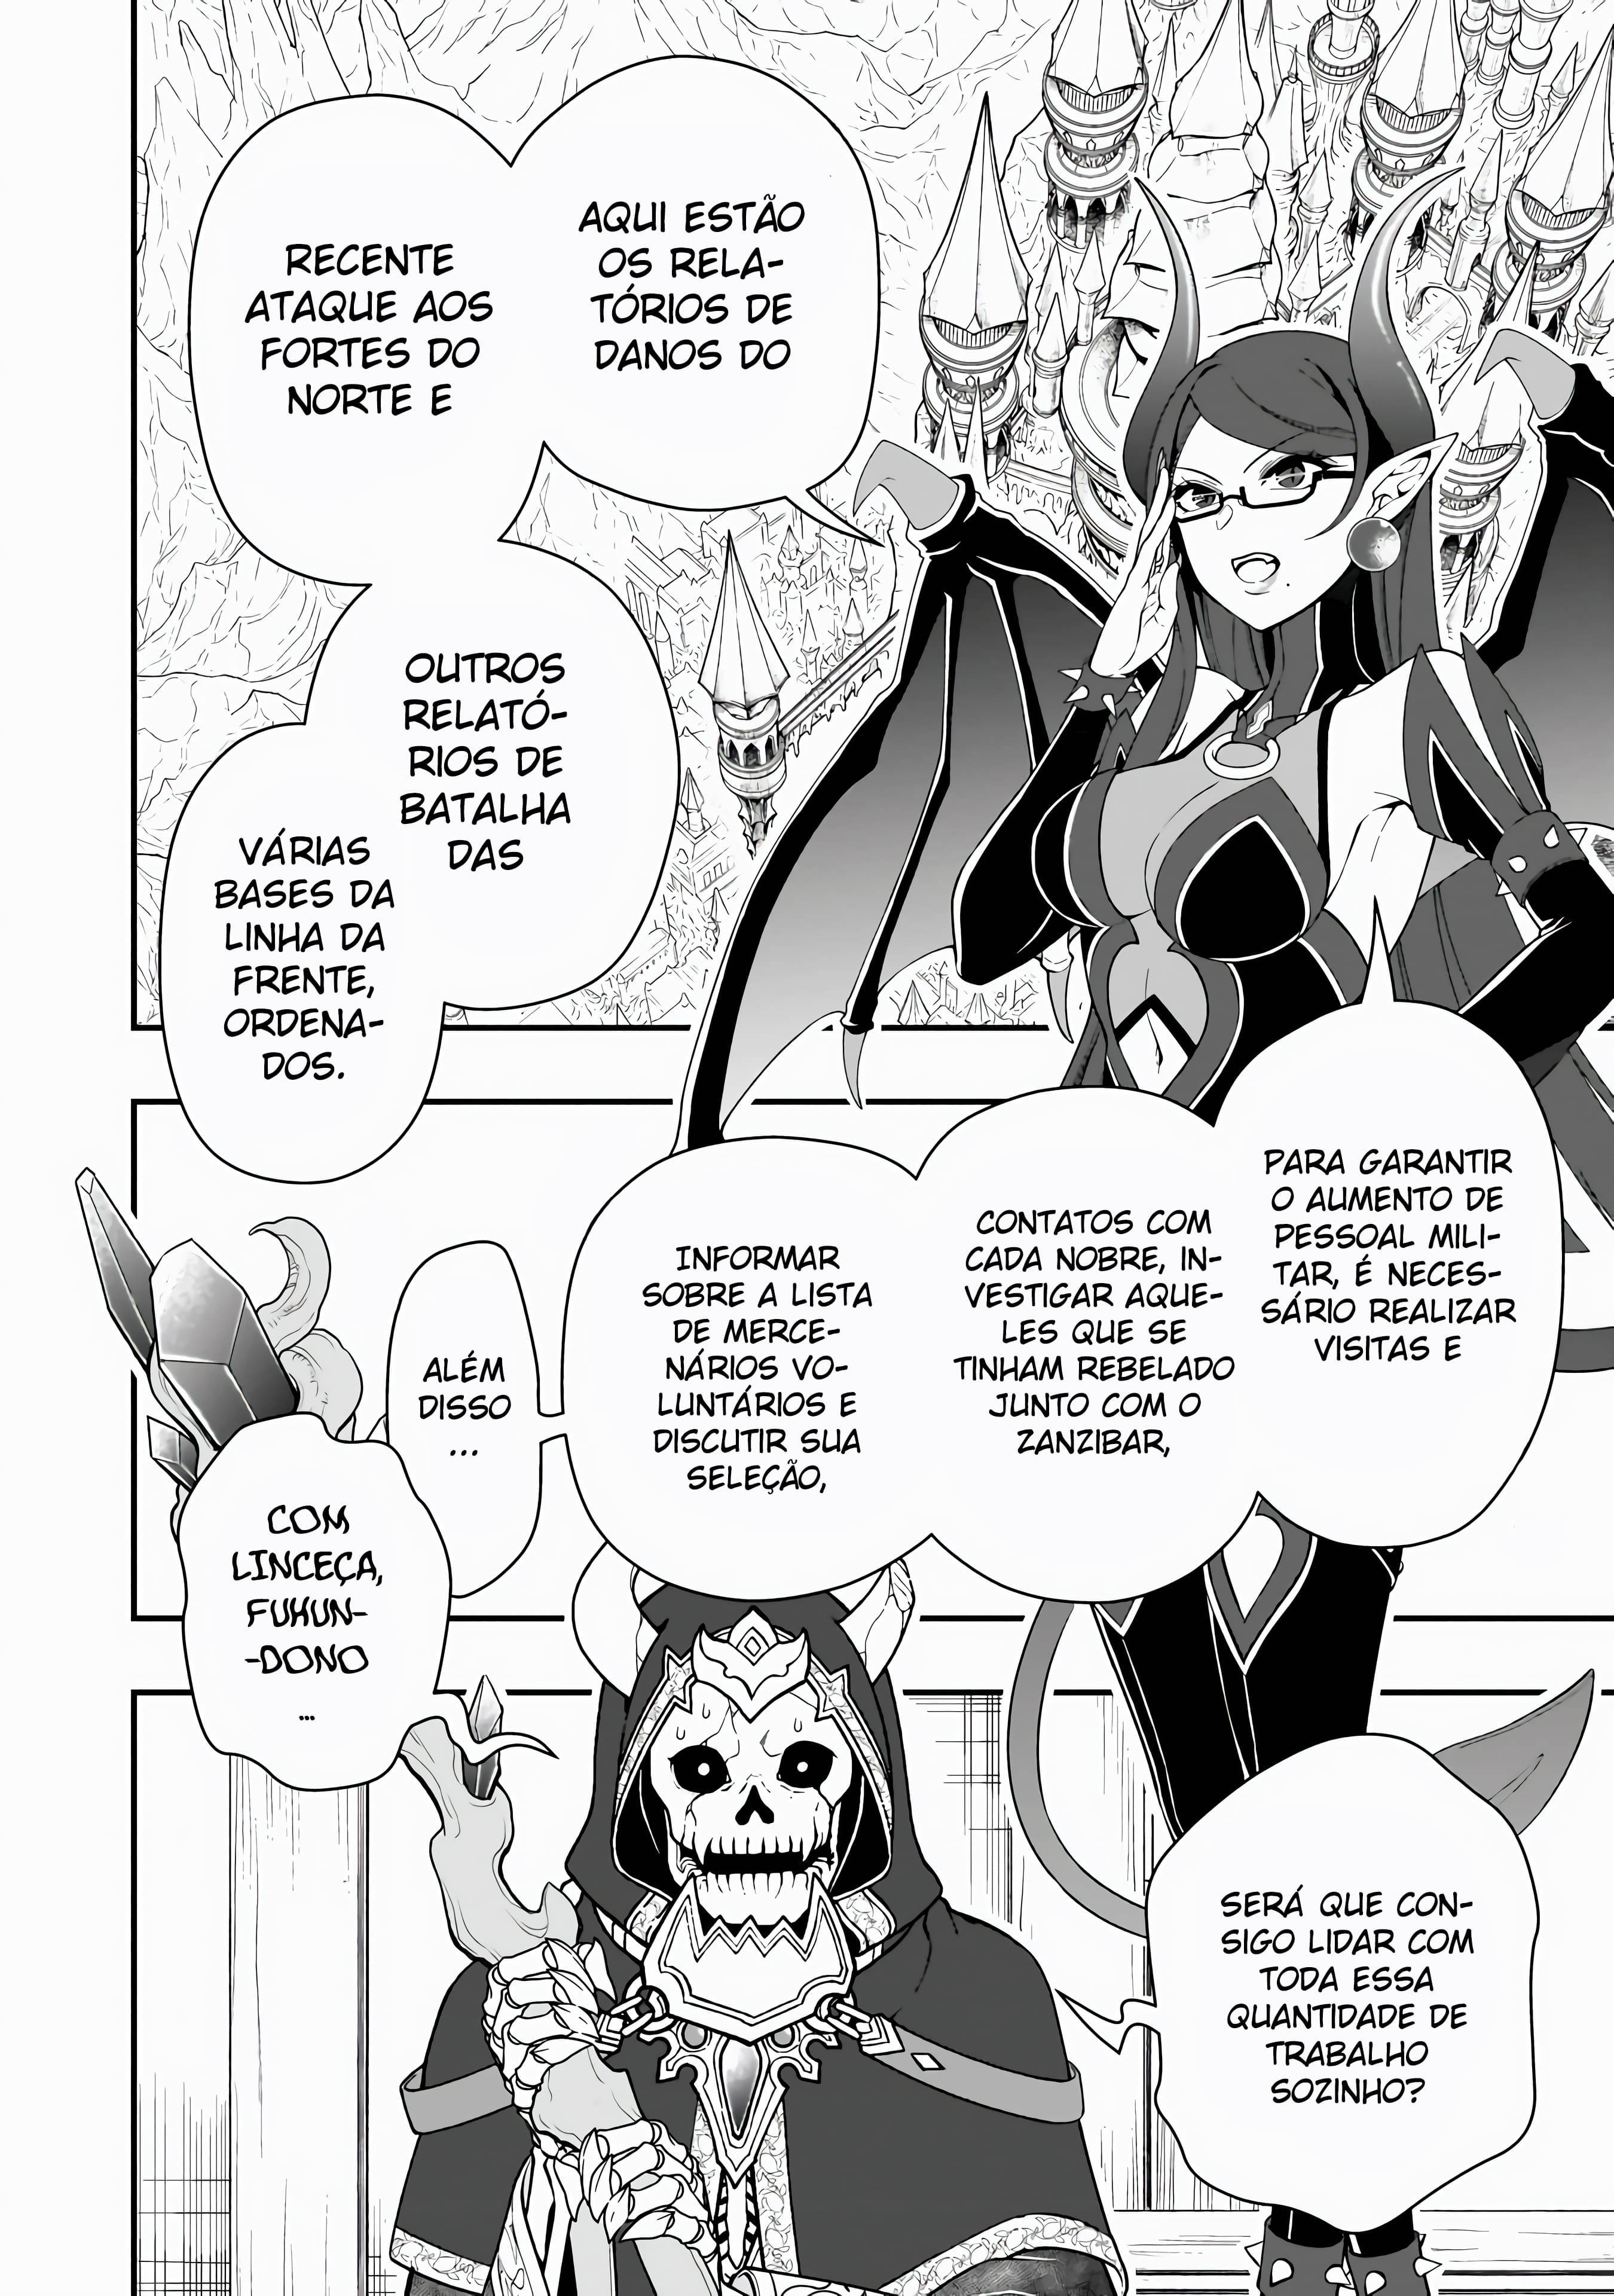 AQUI ESTÃO
OS RELA-
TÓRIOS DE
DANOS DO
RECENTE
ATAQUE AOS
FORTES DO
NORTE E
OUTROS
RELATÓ-
RIOS DE
BATALHA
DAS
VÁRIAS
BASES DA
LINHA DA
FRENTE,
ORDENA-
DOS.
PARA GARANTIR
O AUMENTO DE
PESSOAL MILI-
TAR, É NECES-
SÁRIO REALIZAR
VISITAS E
CONTATOS COM
CADA NOBRE, IN-
VESTIGAR AQUE-
LES QUE SE
TINHAM REBELADO
JUNTO COM O
ZANZIBAR,
INFORMAR
SOBRE A LISTA
DE MERCE-
NÁRIOS VO-
LUNTÁRIOS E
DISCUTIR SUA
SELEÇÃO,
ALÉM
DISSO
...
COM
LINCEÇA,
FUHUN-
-DONO
...
SERÁ QUE CON-
SIGO LIDAR COM
TODA ESSA
QUANTIDADE DE
TRABALHO
SOZINHO?